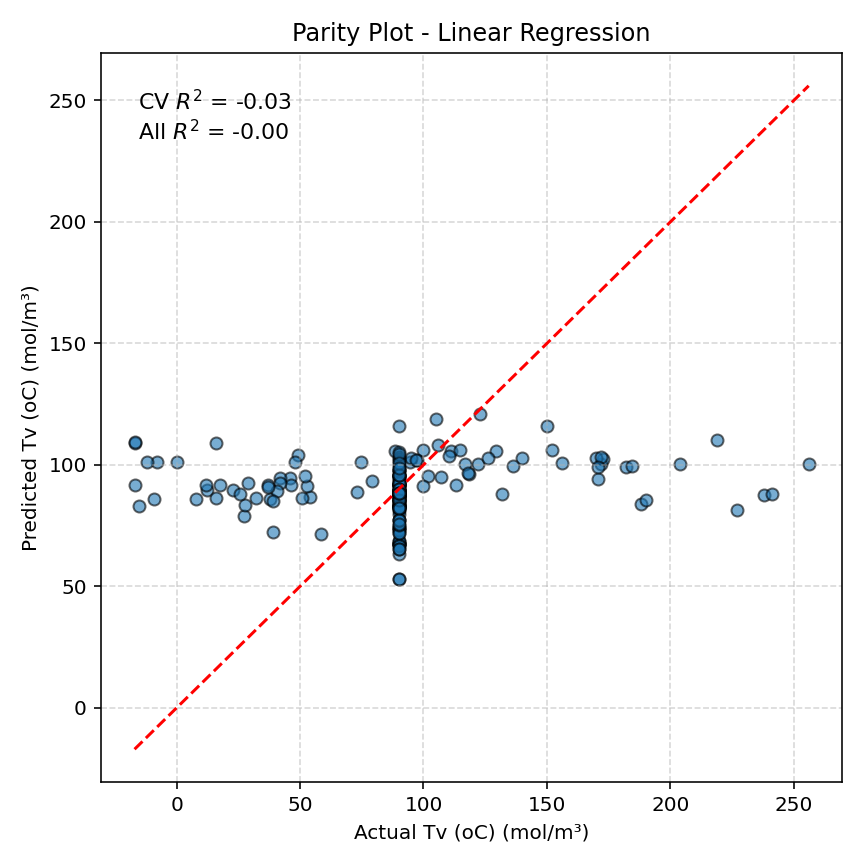 Parity Plot - Linear Regression
CV R² = -0.03
All R² = -0.00
250
200
150
100
50
0
Predicted Tv (oC) (mol/m³)
0 50 100 150 200 250
Actual Tv (oC) (mol/m³)